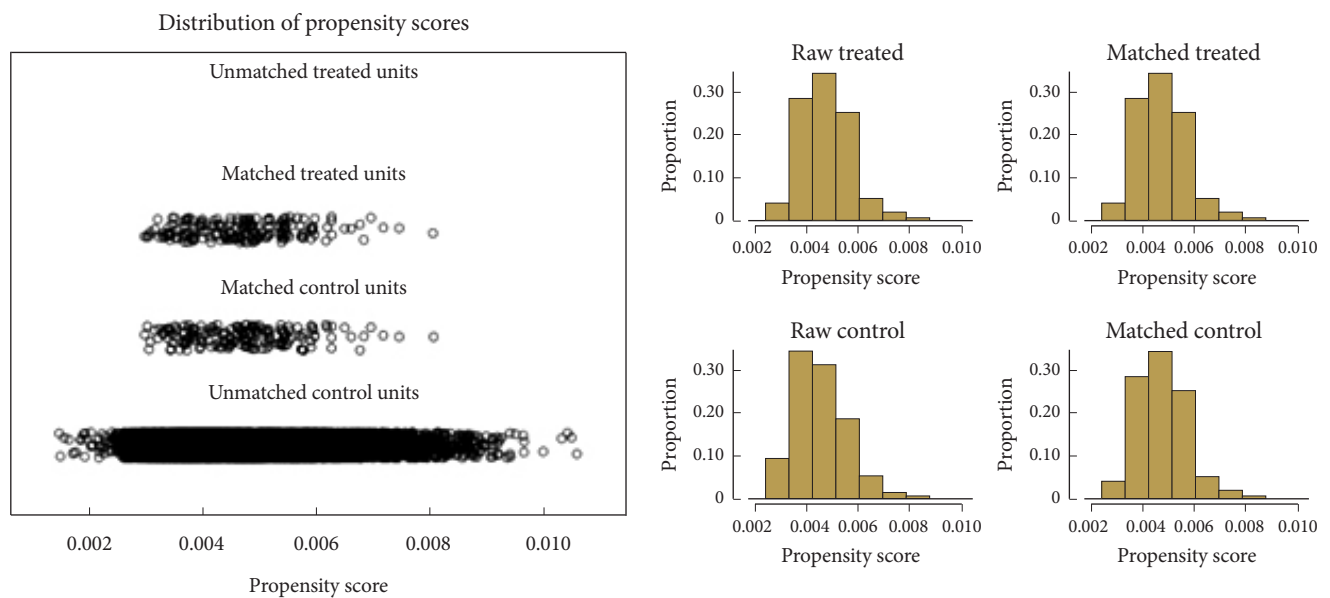 Distribution of propensity scores
Unmatched treated units
Matched treated units
Matched control units
Unmatched control units
0.002 0.004 0.006 0.008 0.010
Propensity score
Raw treated
Proportion
0.30
0.20
0.10
0
0.002 0.004 0.006 0.008 0.010
Propensity score
Matched treated
Proportion
0.30
0.20
0.10
0
0.002 0.004 0.006 0.008 0.010
Propensity score
Raw control
Proportion
0.30
0.20
0.10
0
0.002 0.004 0.006 0.008 0.010
Propensity score
Matched control
Proportion
0.30
0.20
0.10
0
0.002 0.004 0.006 0.008 0.010
Propensity score